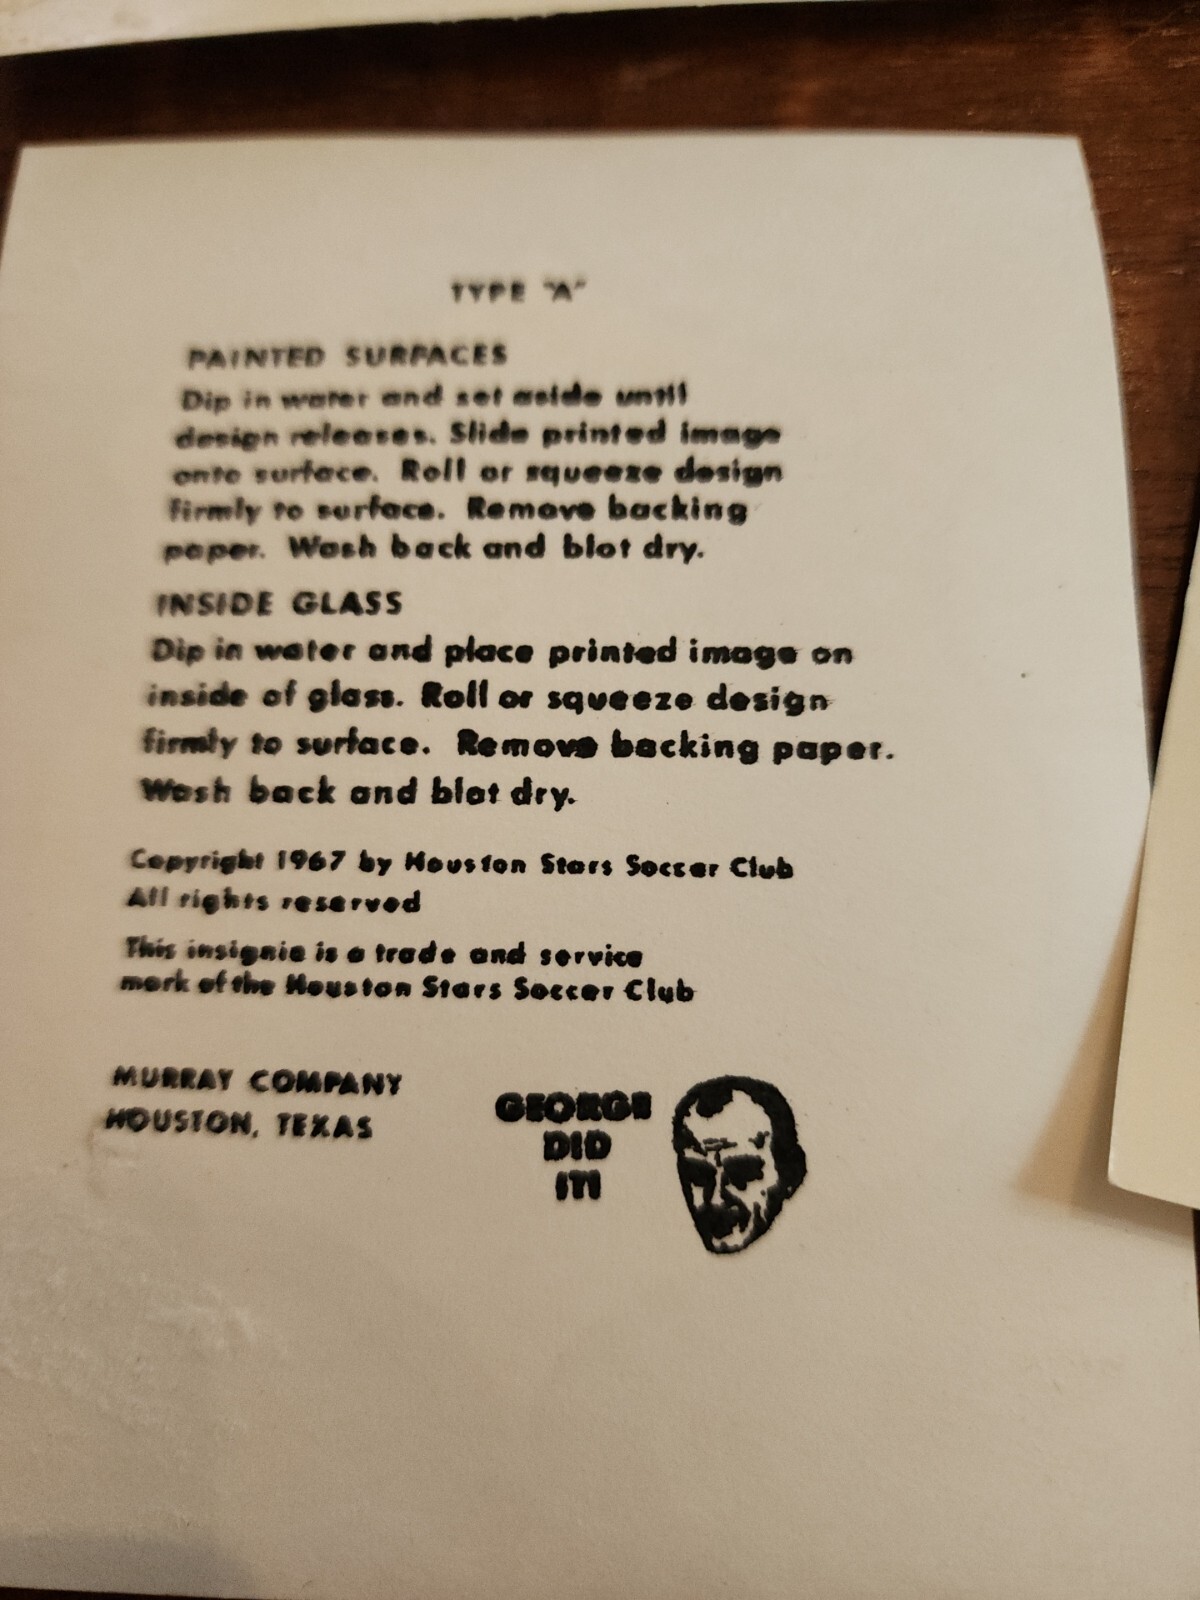 TYPE "A"
PAINTED SURFACES
Dip in water and set aside until
design releases. Slide printed image
onto surface. Roll or squeeze design
firmly to surface. Remove backing
paper. Wash back and blot dry.
INSIDE GLASS
Dip in water and place printed image on
inside of glass. Roll or squeeze design
firmly to surface. Remove backing paper.
Wash back and blot dry.
Copyright 1967 by Houston Stars Soccer Club
All rights reserved
This insignia is a trade and service
mark of the Houston Stars Soccer Club
MURRAY COMPANY
HOUSTON, TEXAS
GEORGE
DID
IT!